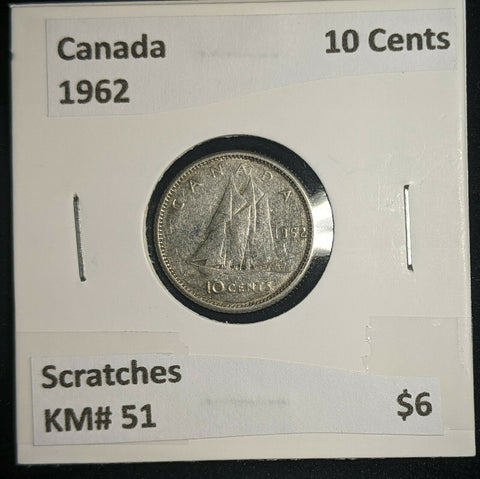 Canada 10 Cents
1962
CANADA
1962
10 CENTS
Scratches
KM# 51 $6